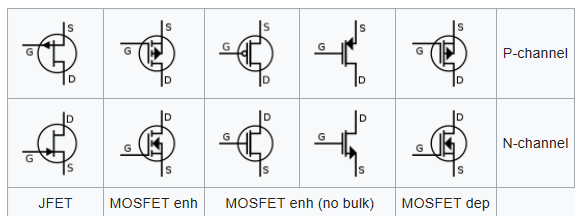 S S S S S
G G G G G
D D D D D
P-channel
D D D D D
G G G G G
S S S S S
N-channel
JFET MOSFET enh MOSFET enh (no bulk) MOSFET dep